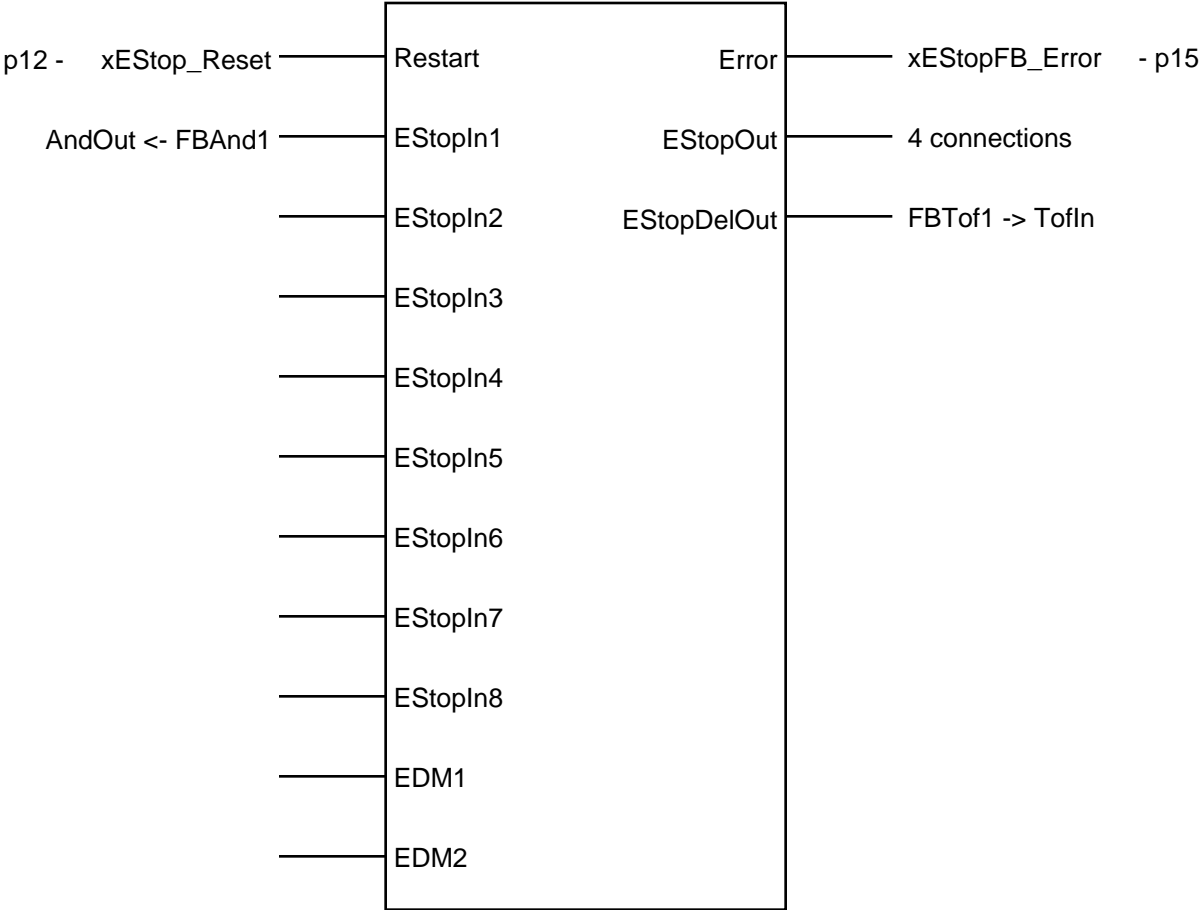 p12 - xEStop_Reset Restart Error xEStopFB_Error - p15
AndOut <- FBAnd1 EStopIn1 EStopOut 4 connections
EStopIn2 EStopDelOut FBTof1 -> TofIn
EStopIn3
EStopIn4
EStopIn5
EStopIn6
EStopIn7
EStopIn8
EDM1
EDM2